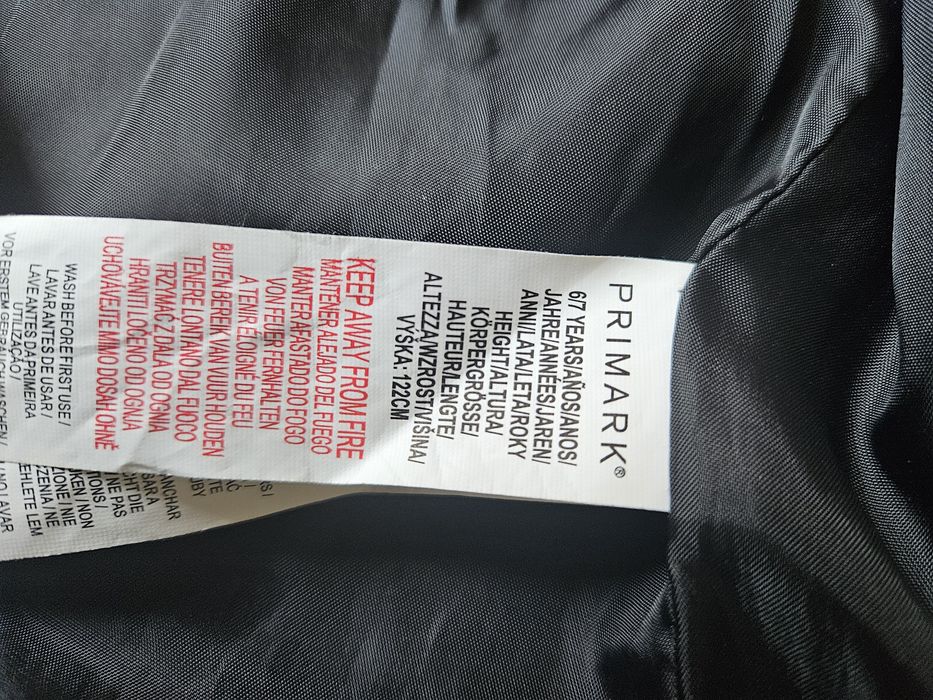 PRIMARK®
6/7 YEARS/AÑOS/ANOS/
JAHRE/ANNÉES/JAREN/
ANNI/LATA/LETA/ROKY
HEIGHT/ALTURA/
KÖRPERGRÖSSE/
HAUTEUR/LENGTE/
ALTEZZA/WZROST/VIŠINA/
VÝŠKA: 122CM
KEEP AWAY FROM FIRE
MANTENER ALEJADO DEL FUEGO
MANTER AFASTADO DO FOGO
VON FEUER FERNHALTEN
A TENIR ÉLOIGNÉ DU FEU
BUITEN BEREIK VAN VUUR HOUDEN
TENERE LONTANO DAL FUOCO
TRZYMAĆ Z DALA OD OGNIA
HRANITI LOČENO OD OGNJA
UCHOVÁVEJTE MIMO DOSAH OHNĚ
WASH BEFORE FIRST USE /
LAVAR ANTES DE USAR /
LAVE ANTES DA PRIMEIRA
UTILIZAÇÃO /
VOR ERSTEM GEBRAUCH WASCHEN /